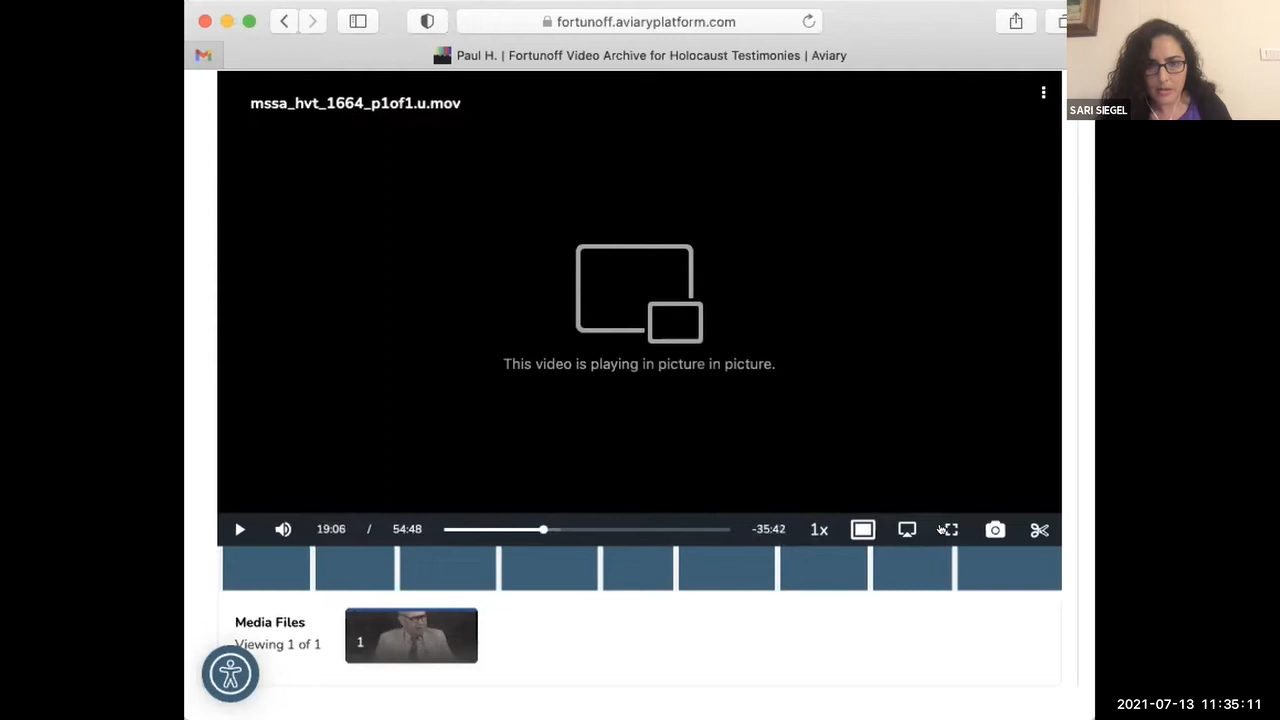 fortunoff.aviaryplatform.com
Paul H. | Fortunoff Video Archive for Holocaust Testimonies | Aviary
SARI SIEGEL
mssa_hvt_1664_p1of1.u.mov
This video is playing in picture in picture.
19:06 / 54:48 -35:42 1x
Media Files
Viewing 1 of 1
1
2021-07-13 11:35:11